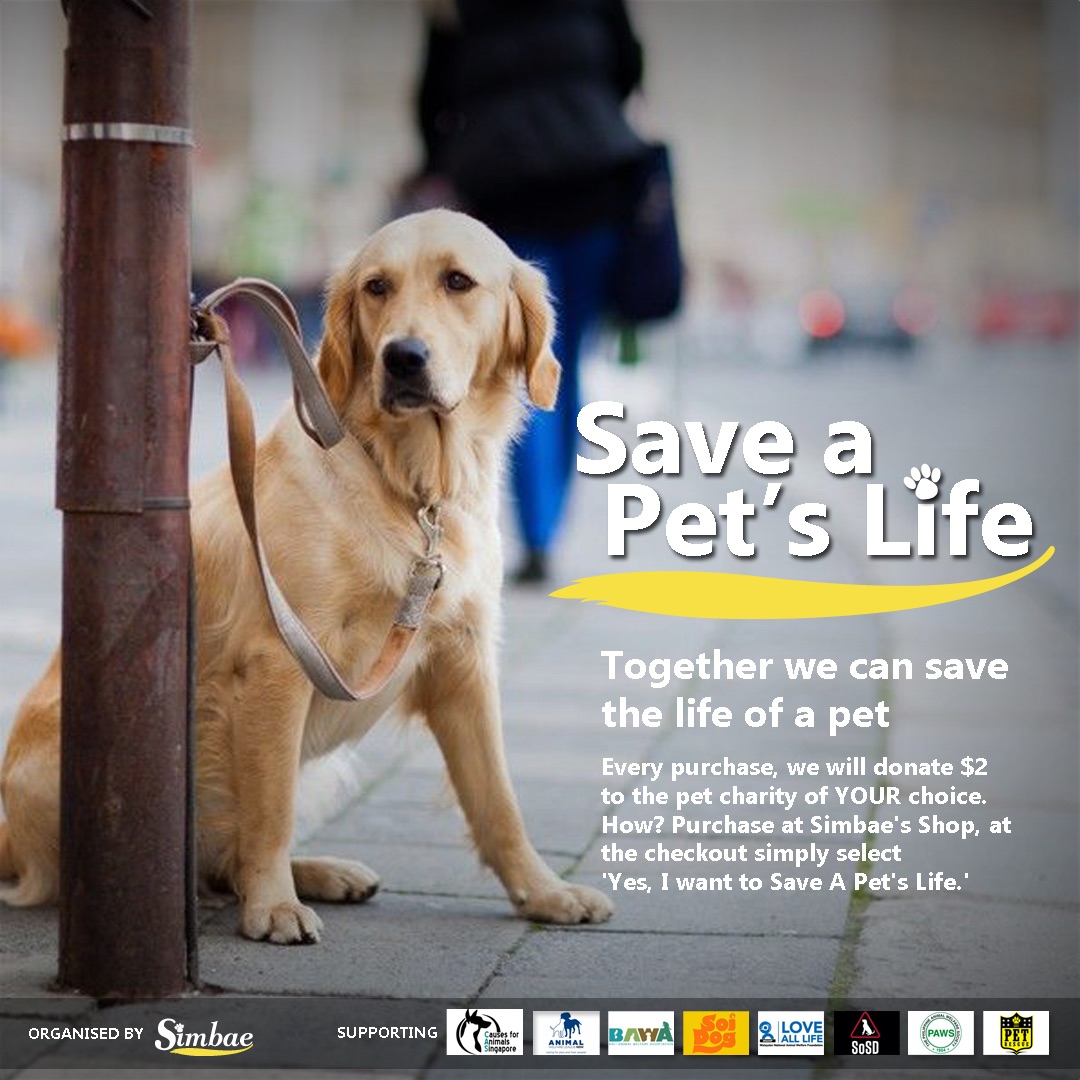 Save a
Pet's Life
Together we can save
the life of a pet
Every purchase, we will donate $2
to the pet charity of YOUR choice.
How? Purchase at Simbae's Shop, at
the checkout simply select
'Yes, I want to Save A Pet's Life.'
ORGANISED BY Simbae SUPPORTING
Causes for
Animals
Singapore
ANIMAL
BAWA
Soi
Dog
LOVE
ALL LIFE
SoSD
PAWS
PET
RESCUE